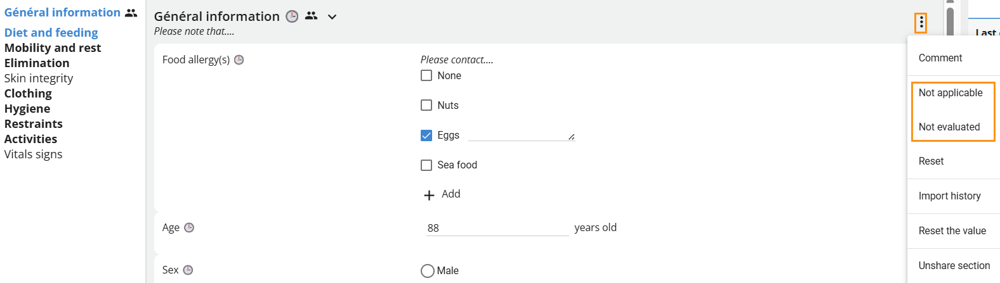 Général information
Diet and feeding
Mobility and rest
Elimination
Skin integrity
Clothing
Hygiene
Restraints
Activities
Vitals signs
Général information
Please note that....
Food allergy(s)
Please contact....
None
Nuts
Eggs
Sea food
Add
Age
88 years old
Sex
Male
Last
Comment
Not applicable
Not evaluated
Reset
Import history
Reset the value
Unshare section